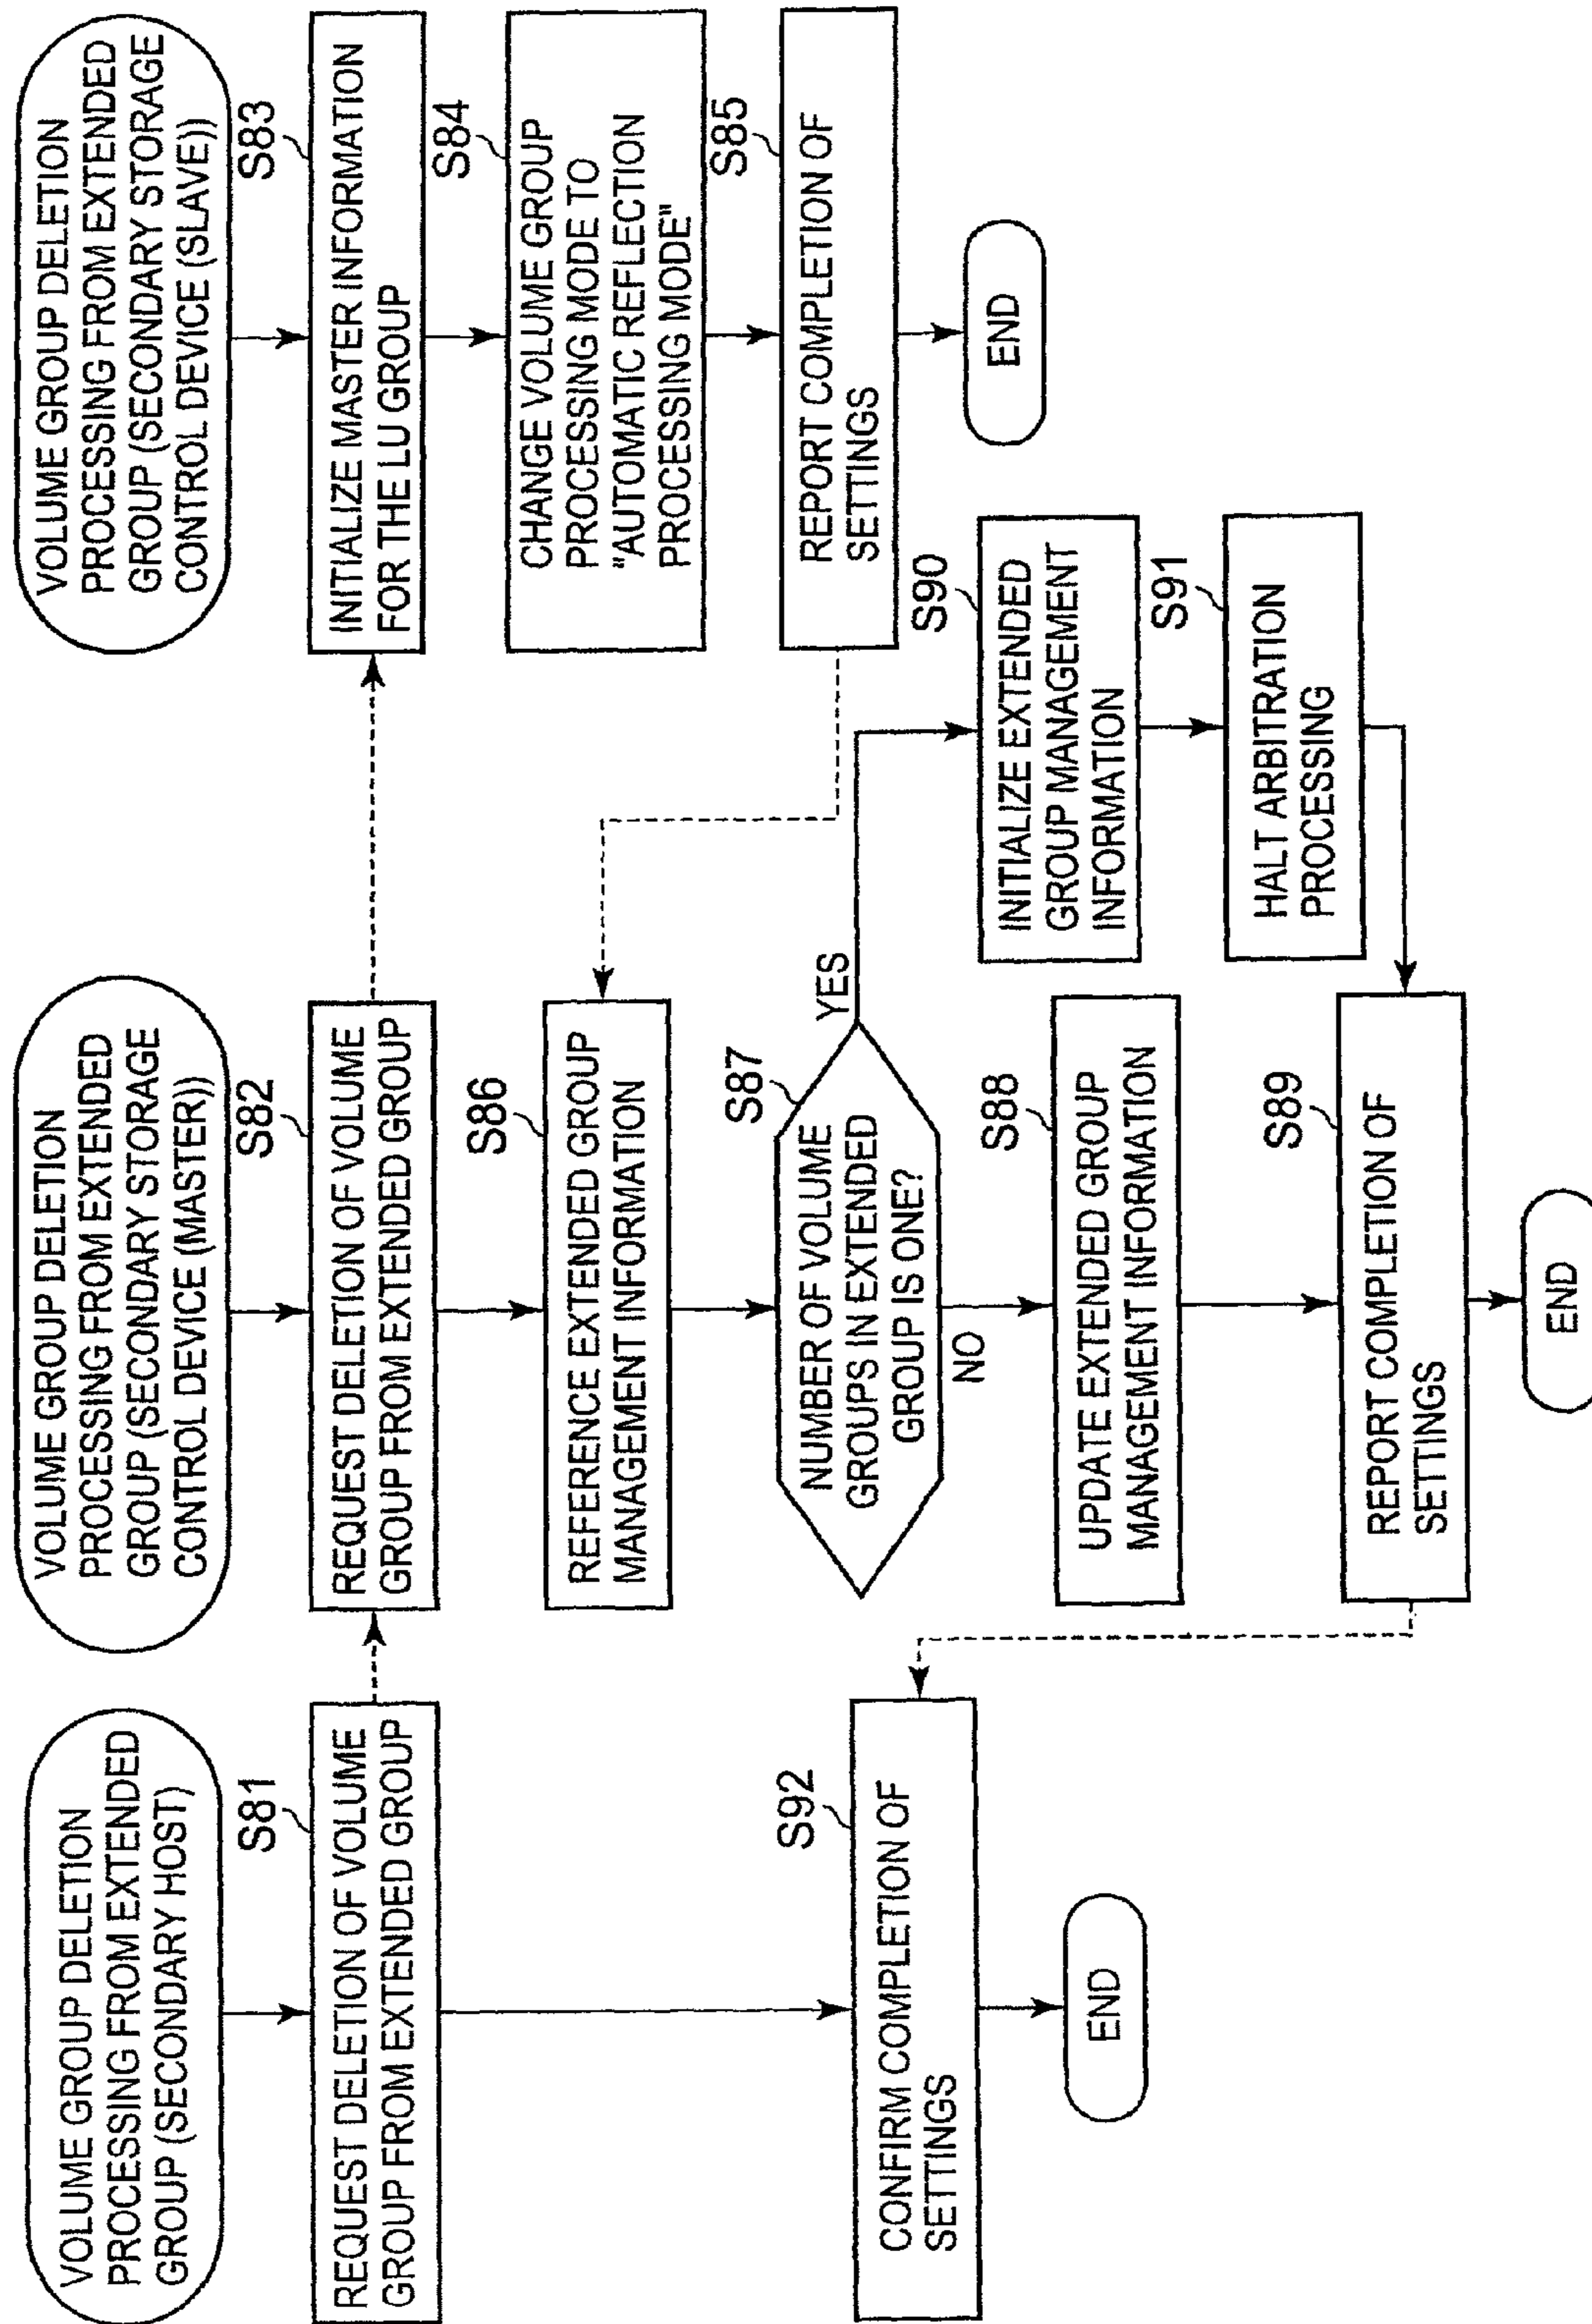 VOLUME GROUP DELETION
PROCESSING FROM EXTENDED
GROUP (SECONDARY HOST)
S81
REQUEST DELETION OF VOLUME
GROUP FROM EXTENDED GROUP
S92
CONFIRM COMPLETION OF
SETTINGS
END
VOLUME GROUP DELETION
PROCESSING FROM EXTENDED
GROUP (SECONDARY STORAGE
CONTROL DEVICE (MASTER))
S82
REQUEST DELETION OF VOLUME
GROUP FROM EXTENDED GROUP
S86
REFERENCE EXTENDED GROUP
MANAGEMENT INFORMATION
S87
NUMBER OF VOLUME
GROUPS IN EXTENDED
GROUP IS ONE?
YES
NO
S88
UPDATE EXTENDED GROUP
MANAGEMENT INFORMATION
S89
REPORT COMPLETION OF
SETTINGS
END
VOLUME GROUP DELETION
PROCESSING FROM EXTENDED
GROUP (SECONDARY STORAGE
CONTROL DEVICE (SLAVE))
S83
INITIALIZE MASTER INFORMATION
FOR THE LU GROUP
S84
CHANGE VOLUME GROUP
PROCESSING MODE TO
"AUTOMATIC REFLECTION
PROCESSING MODE"
S85
REPORT COMPLETION OF
SETTINGS
END
S90
INITIALIZE EXTENDED
GROUP MANAGEMENT
INFORMATION
S91
HALT ARBITRATION
PROCESSING